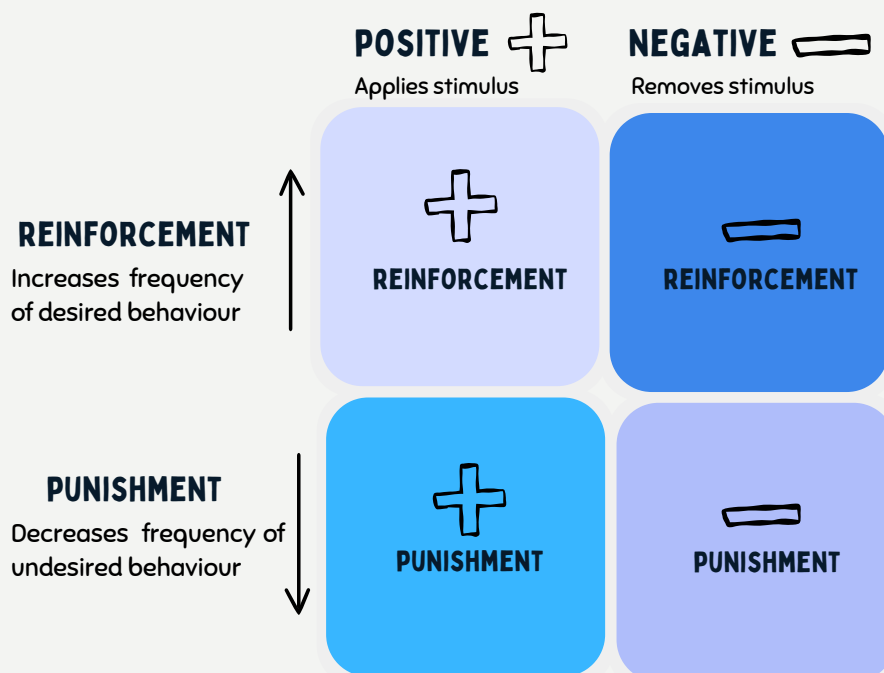 POSITIVE
NEGATIVE
Applies stimulus
Removes stimulus
REINFORCEMENT
Increases frequency
of desired behaviour
REINFORCEMENT
REINFORCEMENT
PUNISHMENT
Decreases frequency of
undesired behaviour
PUNISHMENT
PUNISHMENT